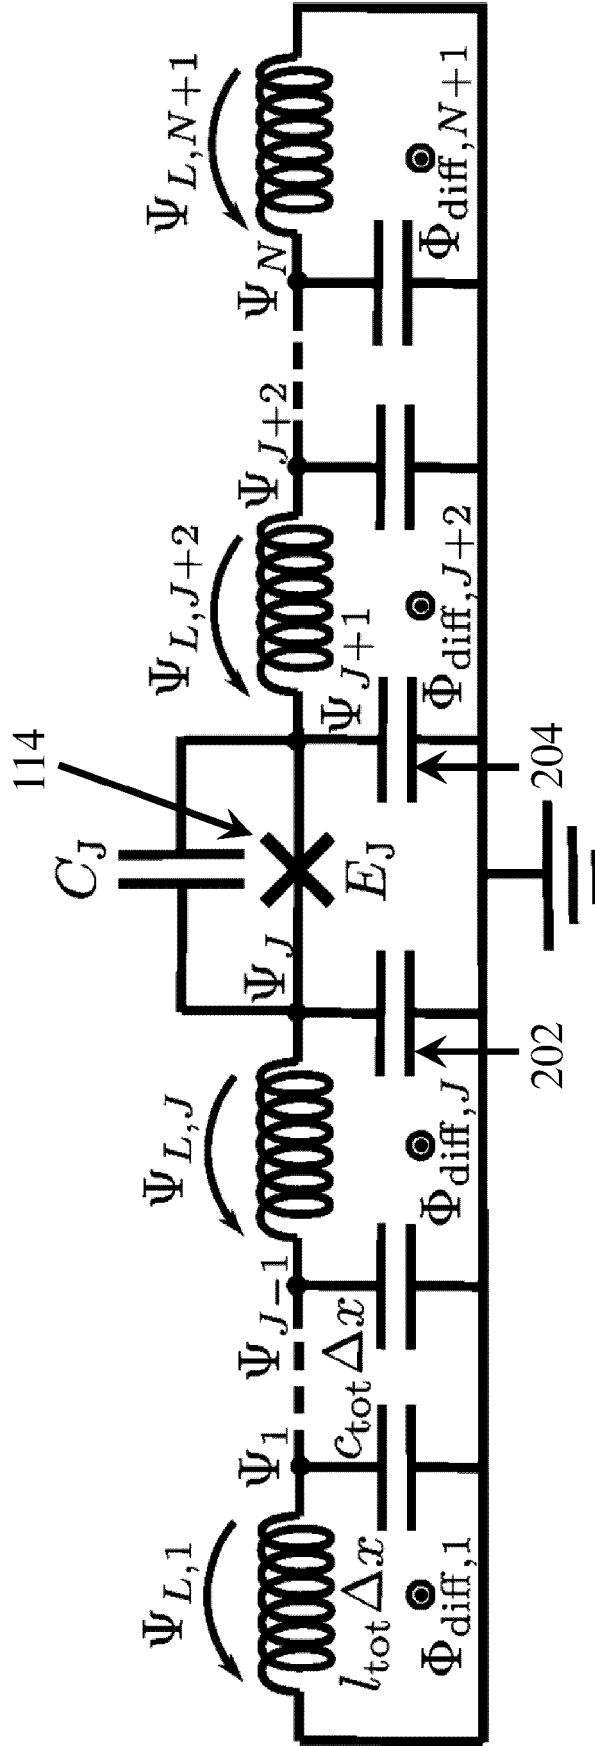 114
C_J
Ψ_{L,1}
Ψ_{L,J}
Ψ_{L,J+2}
Ψ_{L,N+1}
Ψ_1
Ψ_{J−1}
Ψ_J
E_J
Ψ_{J+1}
Ψ_{J+2}
Ψ_N
l_{tot}Δx
c_{tot}Δx
Φ_{diff,1}
Φ_{diff,J}
Φ_{diff,J+2}
Φ_{diff,N+1}
202
204